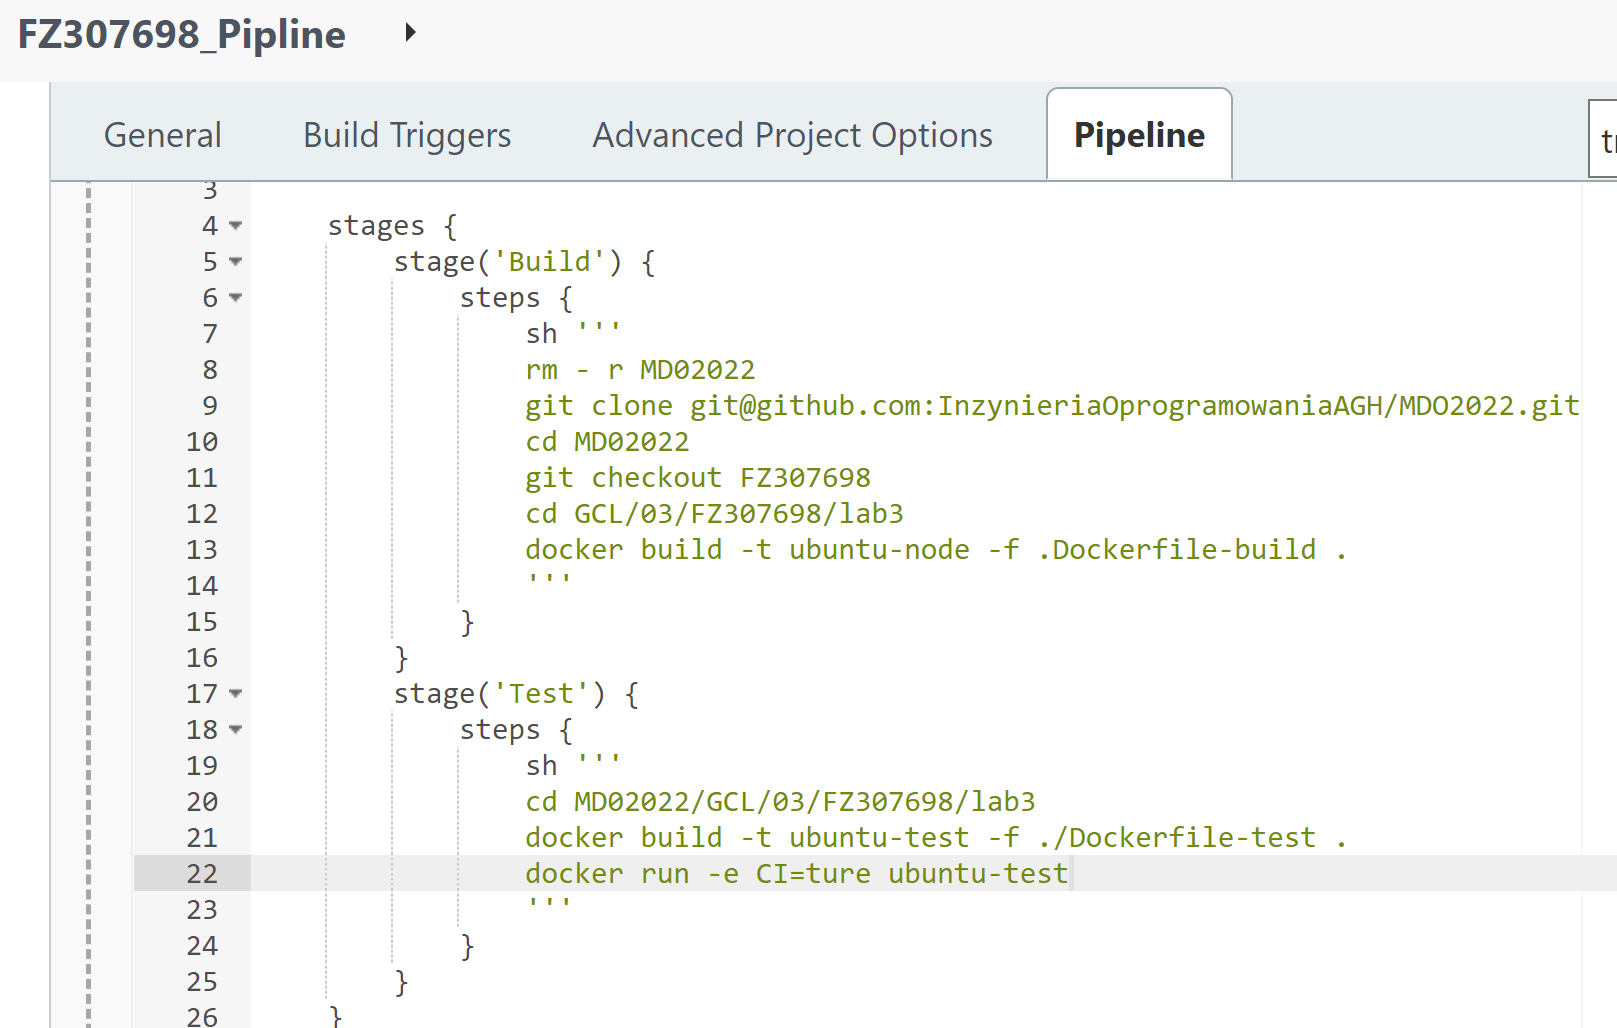 FZ307698_Pipline
General Build Triggers Advanced Project Options Pipeline
3
4 stages {
5 stage('Build') {
6 steps {
7 sh '''
8 rm - r MD02022
9 git clone git@github.com:InzynieriaOprogramowaniaAGH/MDO2022.git
10 cd MD02022
11 git checkout FZ307698
12 cd GCL/03/FZ307698/lab3
13 docker build -t ubuntu-node -f .Dockerfile-build .
14 '''
15 }
16 }
17 stage('Test') {
18 steps {
19 sh '''
20 cd MD02022/GCL/03/FZ307698/lab3
21 docker build -t ubuntu-test -f ./Dockerfile-test .
22 docker run -e CI=ture ubuntu-test
23 '''
24 }
25 }
26 }